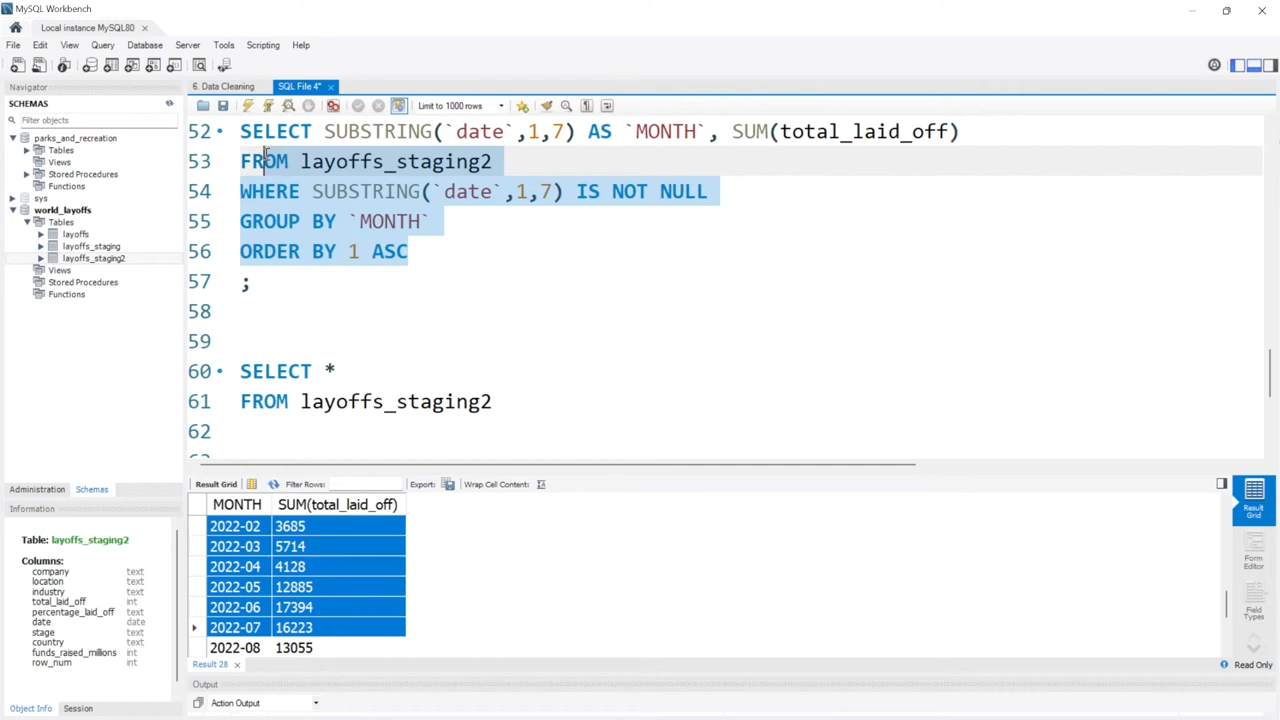 MySQL Workbench
Local instance MySQL80
File Edit View Query Database Server Tools Scripting Help
Navigator
SCHEMAS
Filter objects
parks_and_recreation
Tables
Views
Stored Procedures
Functions
sys
world_layoffs
Tables
layoffs
layoffs_staging
layoffs_staging2
Views
Stored Procedures
Functions
Administration Schemas
Information
Table: layoffs_staging2
Columns:
company text
location text
industry text
total_laid_off int
percentage_laid_off text
date date
stage text
country text
funds_raised_millions int
row_num int
Object Info Session
6. Data Cleaning SQL File 4*
Limit to 1000 rows
52 SELECT SUBSTRING(`date`,1,7) AS `MONTH`, SUM(total_laid_off)
53 FROM layoffs_staging2
54 WHERE SUBSTRING(`date`,1,7) IS NOT NULL
55 GROUP BY `MONTH`
56 ORDER BY 1 ASC
57 ;
58
59
60 SELECT *
61 FROM layoffs_staging2
62
Result Grid Filter Rows: Export: Wrap Cell Content:
MONTH SUM(total_laid_off)
2022-02 3685
2022-03 5714
2022-04 4128
2022-05 12885
2022-06 17394
2022-07 16223
2022-08 13055
Result Grid
Form Editor
Field Types
Result 28
Read Only
Output
Action Output